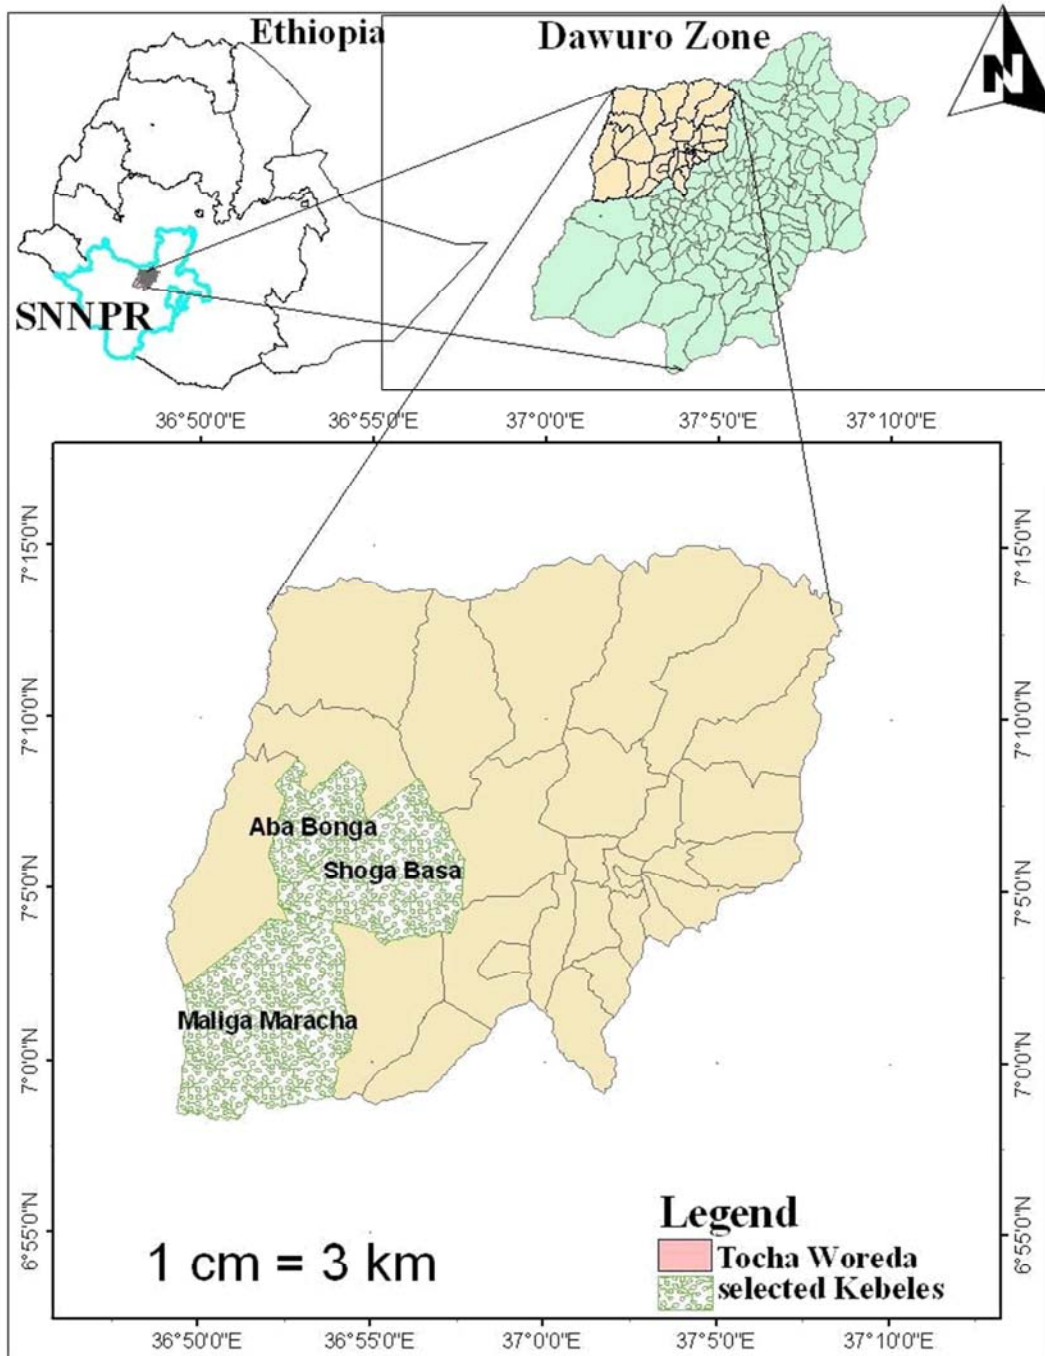 Ethiopia
Dawuro Zone
N
SNNPR
36°50'0"E 36°55'0"E 37°0'0"E 37°5'0"E 37°10'0"E
7°15'0"N 7°15'0"N
7°10'0"N 7°10'0"N
Aba Bonga
Shoga Basa
7°5'0"N 7°5'0"N
Maliga Maracha
7°0'0"N 7°0'0"N
6°55'0"N 6°55'0"N
Legend
Tocha Woreda
selected Kebeles
1 cm = 3 km
36°50'0"E 36°55'0"E 37°0'0"E 37°5'0"E 37°10'0"E